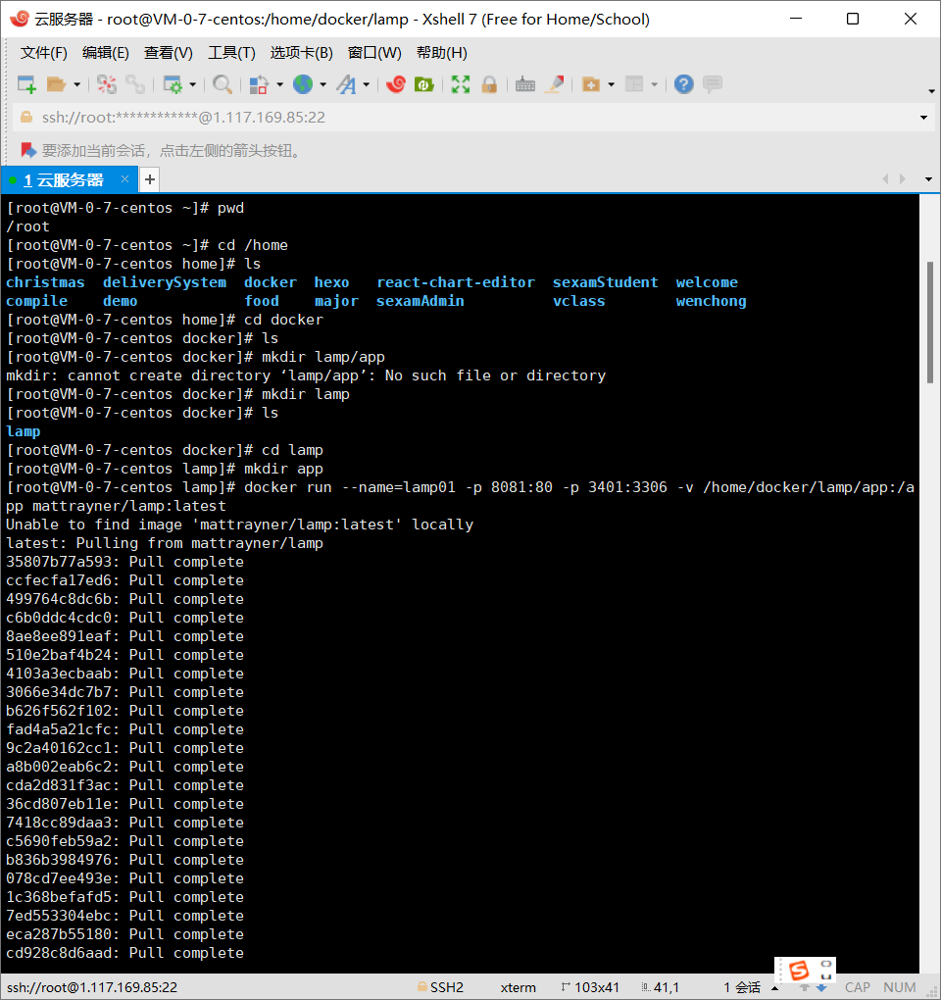 云服务器 - root@VM-0-7-centos:/home/docker/lamp - Xshell 7 (Free for Home/School)
文件(F) 编辑(E) 查看(V) 工具(T) 选项卡(B) 窗口(W) 帮助(H)
ssh://root:************@1.117.169.85:22
要添加当前会话，点击左侧的箭头按钮。
1 云服务器 × +
[root@VM-0-7-centos ~]# pwd
/root
[root@VM-0-7-centos ~]# cd /home
[root@VM-0-7-centos home]# ls
christmas deliverySystem docker hexo react-chart-editor sexamStudent welcome
compile demo food major sexamAdmin vclass wenchong
[root@VM-0-7-centos home]# cd docker
[root@VM-0-7-centos docker]# ls
[root@VM-0-7-centos docker]# mkdir lamp/app
mkdir: cannot create directory ‘lamp/app’: No such file or directory
[root@VM-0-7-centos docker]# mkdir lamp
[root@VM-0-7-centos docker]# ls
lamp
[root@VM-0-7-centos docker]# cd lamp
[root@VM-0-7-centos lamp]# mkdir app
[root@VM-0-7-centos lamp]# docker run --name=lamp01 -p 8081:80 -p 3401:3306 -v /home/docker/lamp/app:/a
pp mattrayner/lamp:latest
Unable to find image 'mattrayner/lamp:latest' locally
latest: Pulling from mattrayner/lamp
35807b77a593: Pull complete
ccfecfa17ed6: Pull complete
499764c8dc6b: Pull complete
c6b0ddc4cdc0: Pull complete
8ae8ee891eaf: Pull complete
510e2baf4b24: Pull complete
4103a3ecbaab: Pull complete
3066e34dc7b7: Pull complete
b626f562f102: Pull complete
fad4a5a21cfc: Pull complete
9c2a40162cc1: Pull complete
a8b002eab6c2: Pull complete
cda2d831f3ac: Pull complete
36cd807eb11e: Pull complete
7418cc89daa3: Pull complete
c5690feb59a2: Pull complete
b836b3984976: Pull complete
078cd7ee493e: Pull complete
1c368befafd5: Pull complete
7ed553304ebc: Pull complete
eca287b55180: Pull complete
cd928c8d6aad: Pull complete
ssh://root@1.117.169.85:22 SSH2 xterm 103x41 41,1 1 会话 CAP NUM